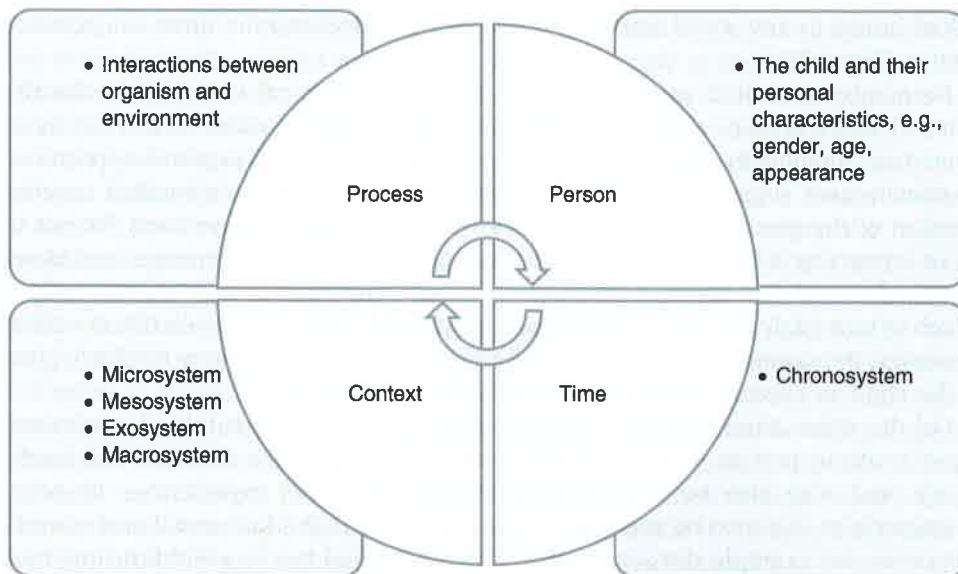 • Interactions between
organism and
environment
• The child and their
personal
characteristics, e.g.,
gender, age,
appearance
Process
Person
Context
Time
• Microsystem
• Mesosystem
• Exosystem
• Macrosystem
• Chronosystem